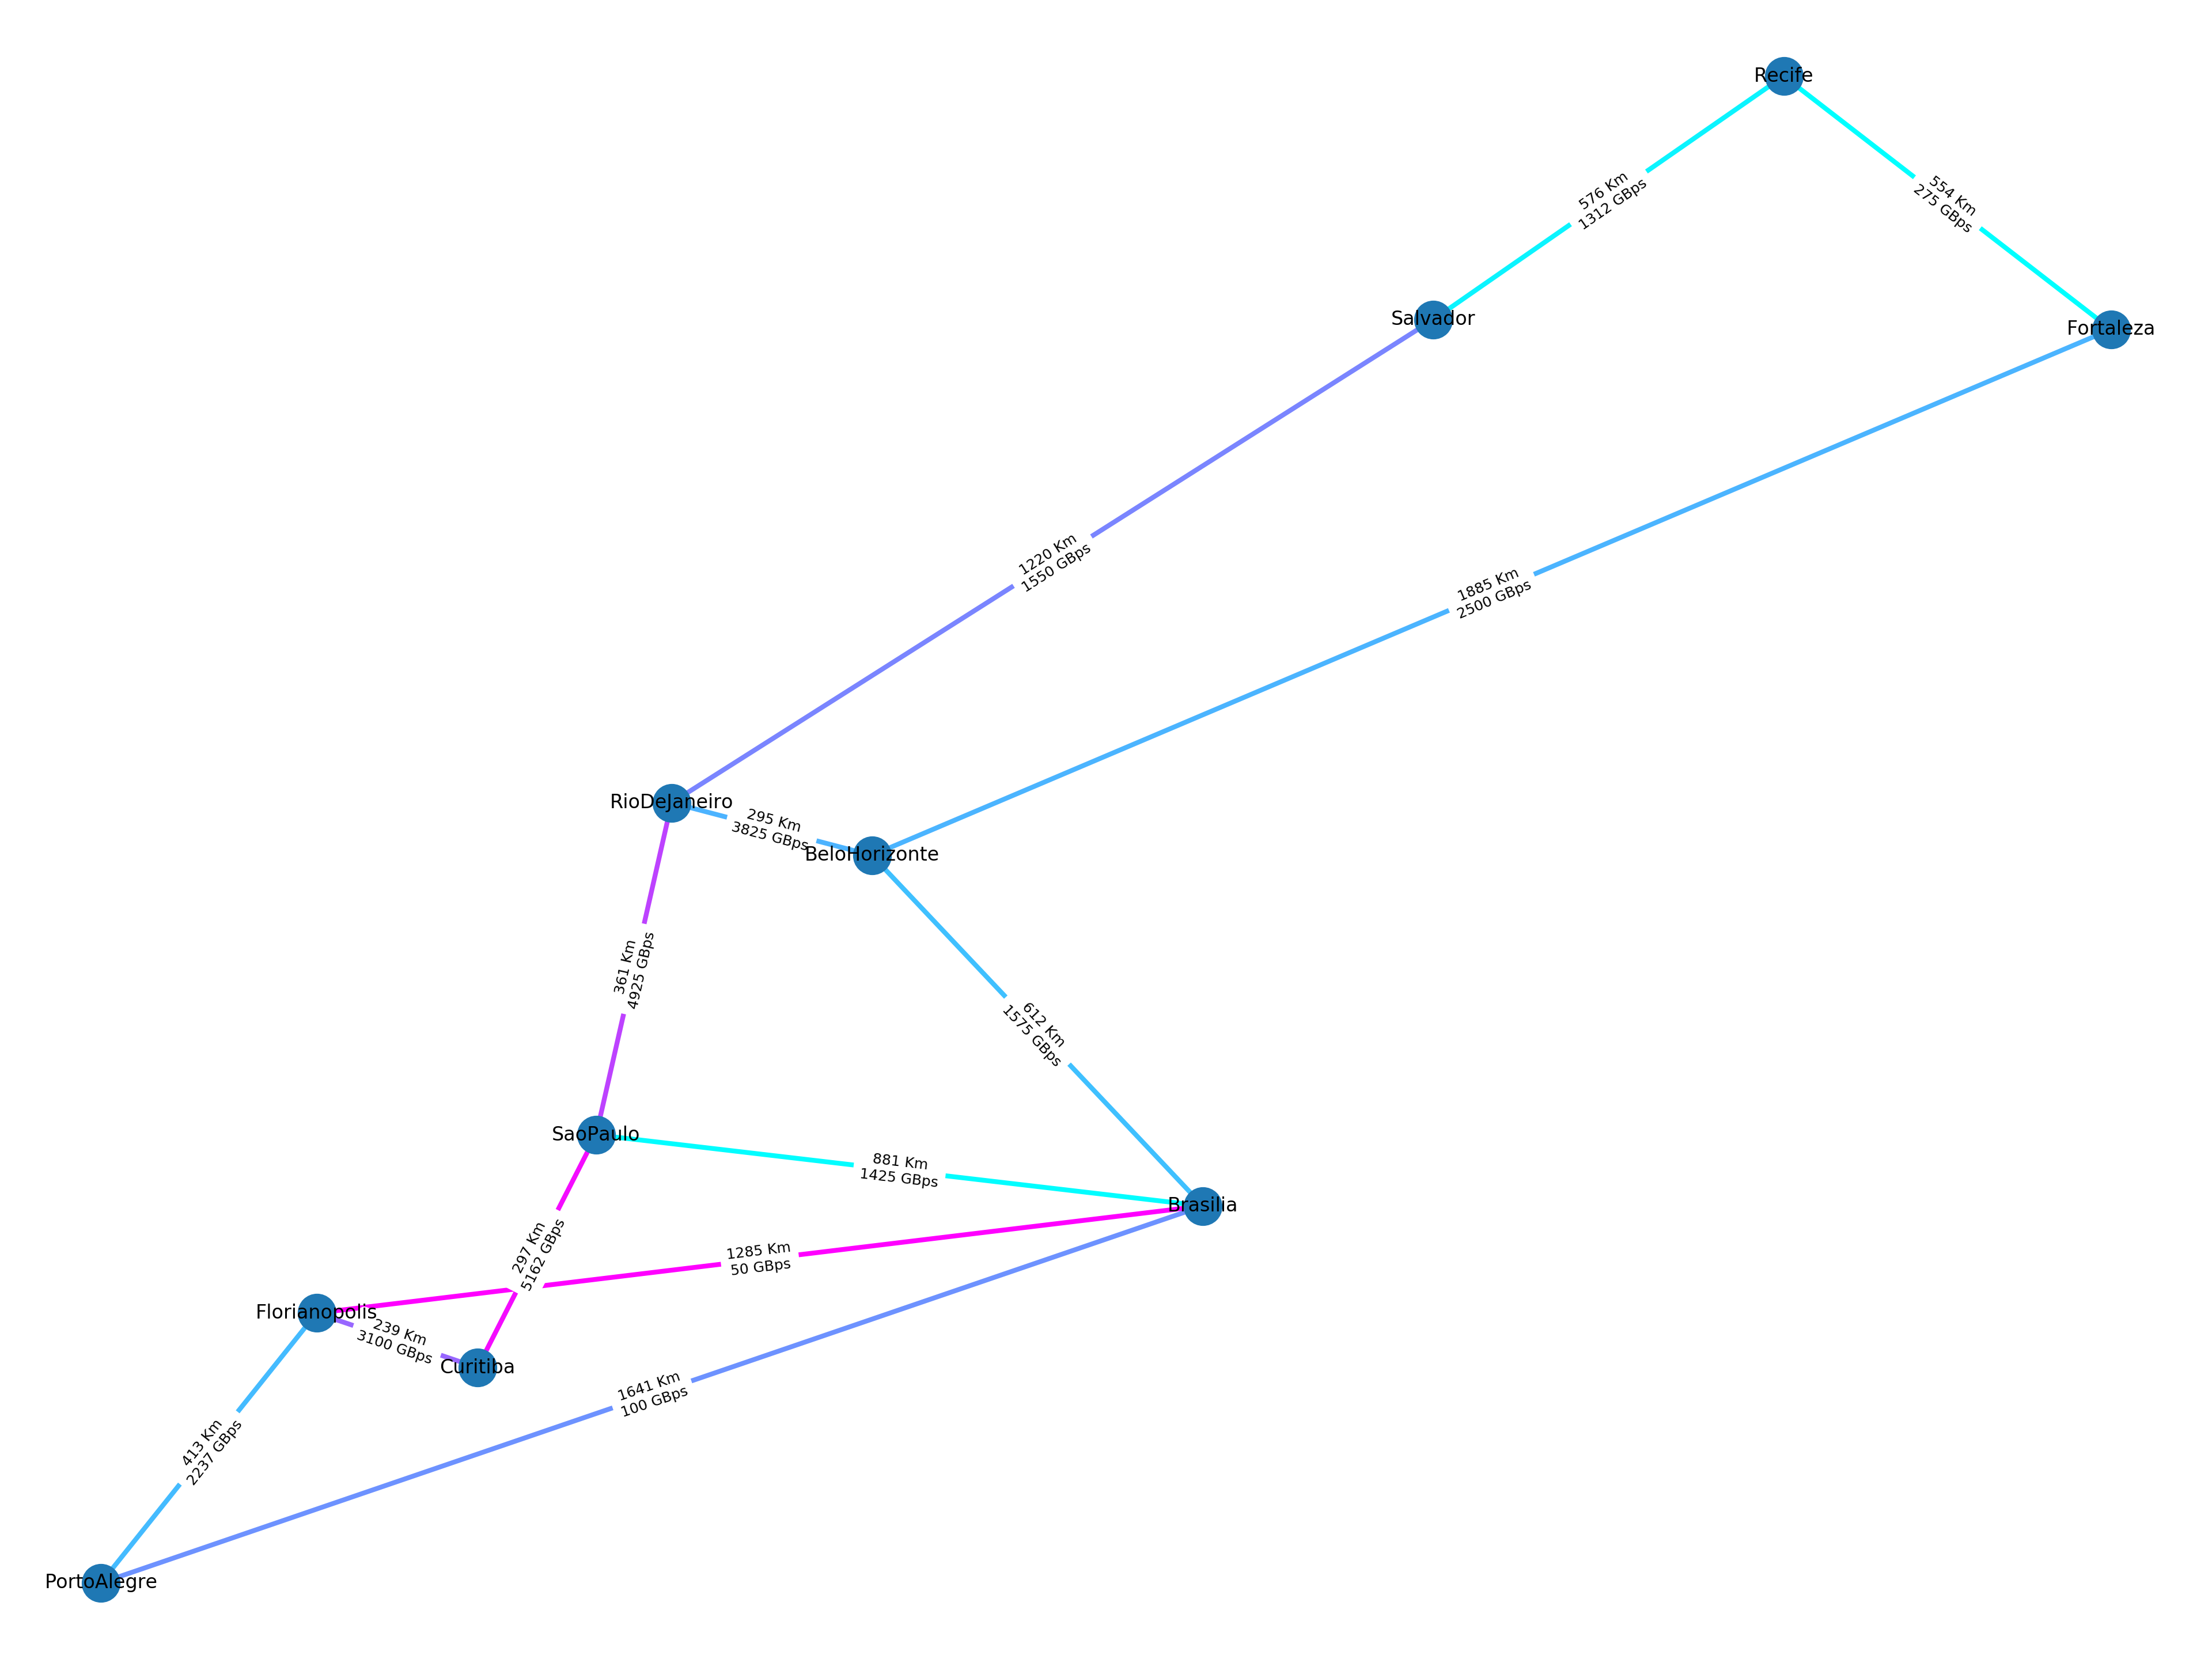 Recife
576 Km
1312 GBps
554 Km
275 GBps
Salvador
Fortaleza
1220 Km
1550 GBps
1885 Km
2500 GBps
RioDeJaneiro
295 Km
3825 GBps
BeloHorizonte
361 Km
4925 GBps
612 Km
1575 GBps
SaoPaulo
881 Km
1425 GBps
Brasilia
297 Km
5162 GBps
1285 Km
50 GBps
Florianopolis
239 Km
3100 GBps
Curitiba
1641 Km
100 GBps
413 Km
2237 GBps
PortoAlegre